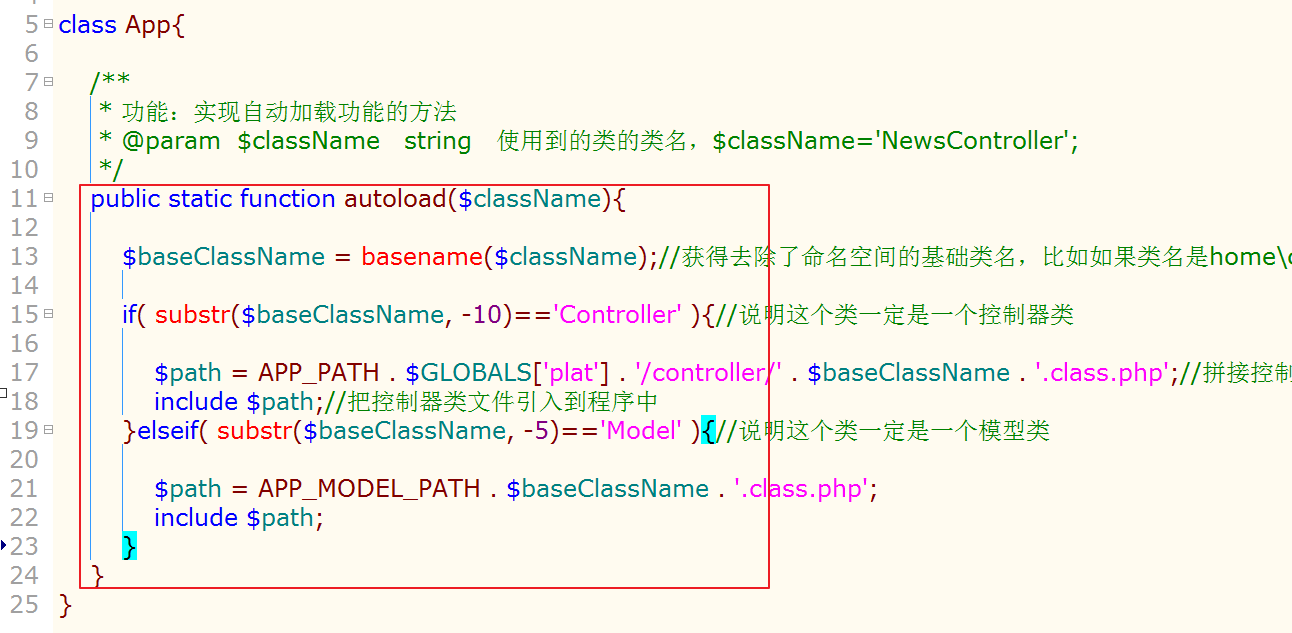 5 class App{
6
7 /**
8 * 功能：实现自动加载功能的方法
9 * @param $className string 使用到的类的类名，$className='NewsController';
10 */
11 public static function autoload($className){
12
13 $baseClassName = basename($className);//获得去除了命名空间的基础类名，比如如果类名是home\
14
15 if( substr($baseClassName, -10)=='Controller' ){//说明这个类一定是一个控制器类
16
17 $path = APP_PATH . $GLOBALS['plat'] . '/controller/' . $baseClassName . '.class.php';//拼接控制
18 include $path;//把控制器类文件引入到程序中
19 }elseif( substr($baseClassName, -5)=='Model' ){//说明这个类一定是一个模型类
20
21 $path = APP_MODEL_PATH . $baseClassName . '.class.php';
22 include $path;
23 }
24 }
25 }